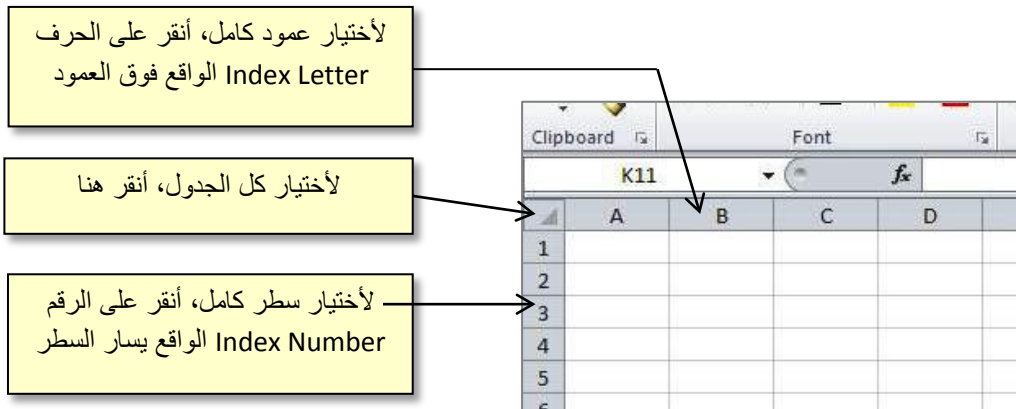 لأختيار عمود كامل، أنقر على الحرف
Index Letter الواقع فوق العمود
لأختيار كل الجدول، أنقر هنا
لأختيار سطر كامل، أنقر على الرقم
Index Number الواقع يسار السطر
Clipboard Font
K11 fx
A B C D
1
2
3
4
5
6